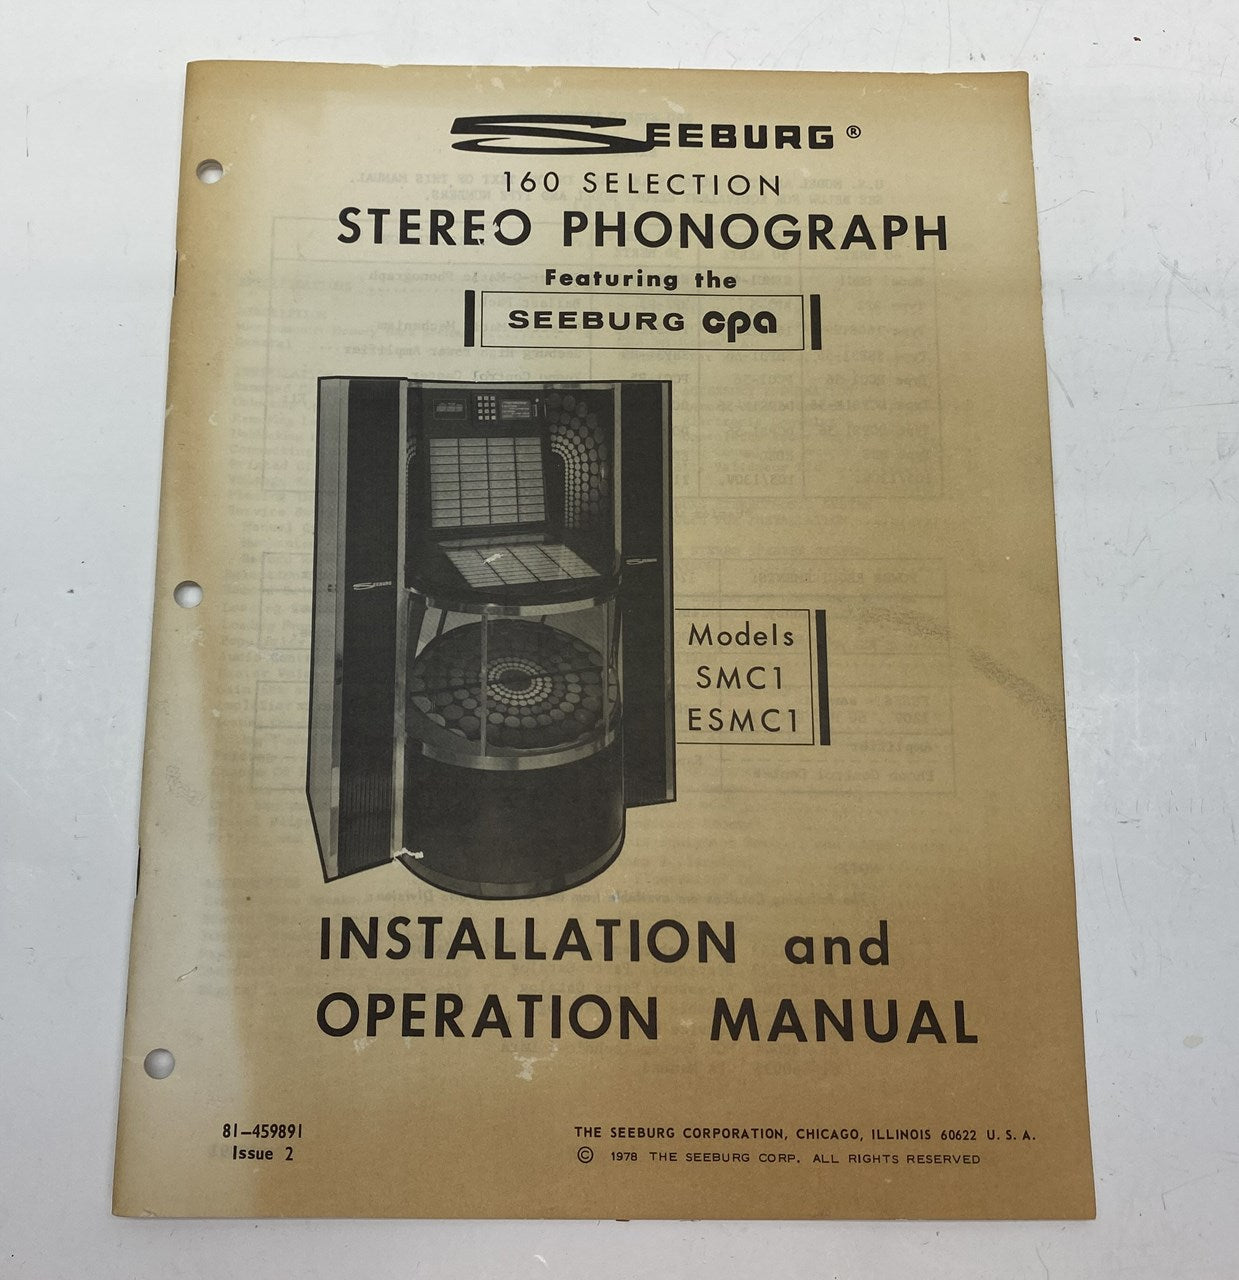 SEEBURG ®
160 SELECTION
STEREO PHONOGRAPH
Featuring the
SEEBURG cpa
Models
SMC1
ESMC1
INSTALLATION and
OPERATION MANUAL
81-459891
Issue 2
THE SEEBURG CORPORATION, CHICAGO, ILLINOIS 60622 U. S. A.
© 1978 THE SEEBURG CORP. ALL RIGHTS RESERVED